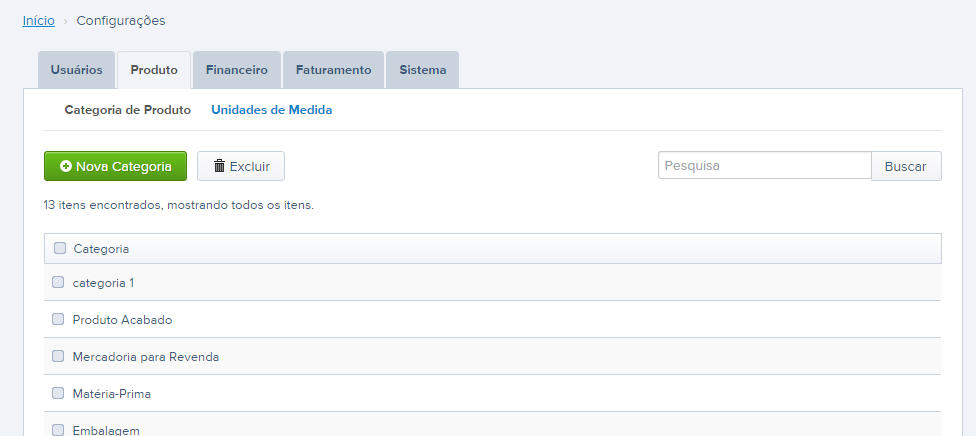 Início › Configurações
Usuários Produto Financeiro Faturamento Sistema
Categoria de Produto Unidades de Medida
Nova Categoria Excluir Pesquisa Buscar
13 itens encontrados, mostrando todos os itens.
Categoria
categoria 1
Produto Acabado
Mercadoria para Revenda
Matéria-Prima
Embalagem